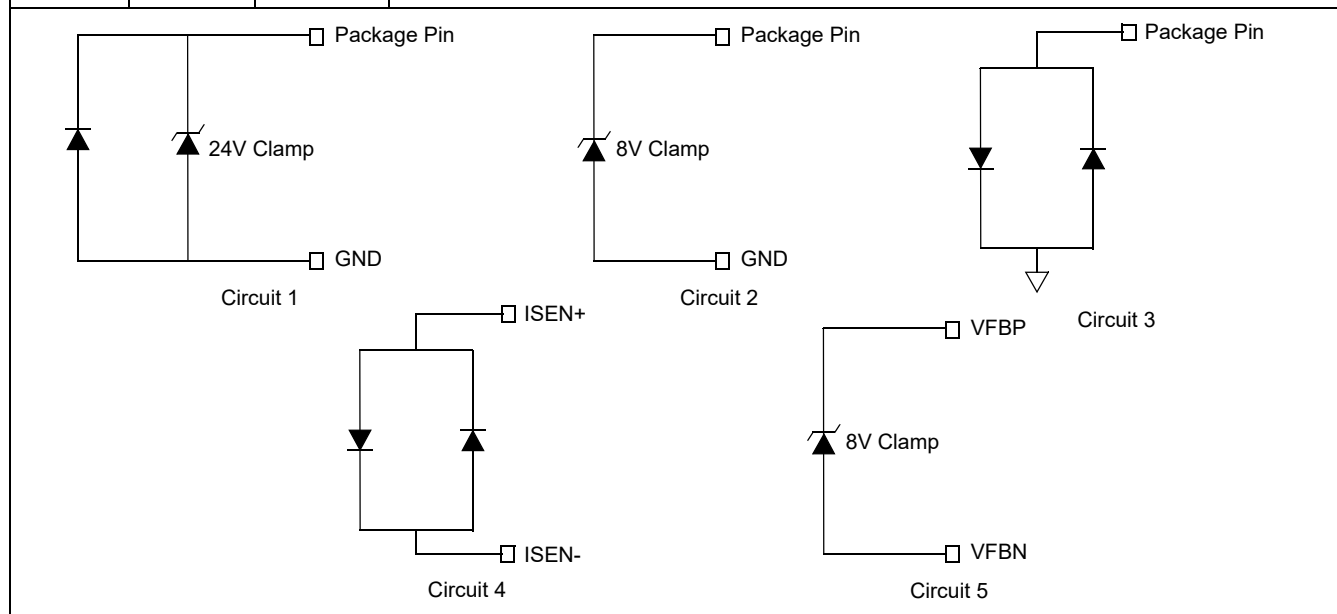 Package Pin
24V Clamp
GND
Circuit 1
Package Pin
8V Clamp
GND
Circuit 2
Package Pin
Circuit 3
ISEN+
ISEN-
Circuit 4
VFBP
8V Clamp
VFBN
Circuit 5